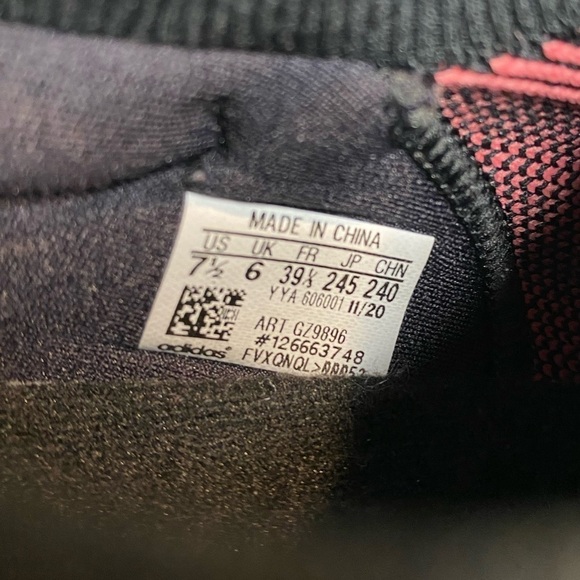 MADE IN CHINA
US UK FR JP CHN
7½ 6 39⅓ 245 240
YYA 606001 11/20
ART GZ9896
#126663748
adidas FVXQNQL>